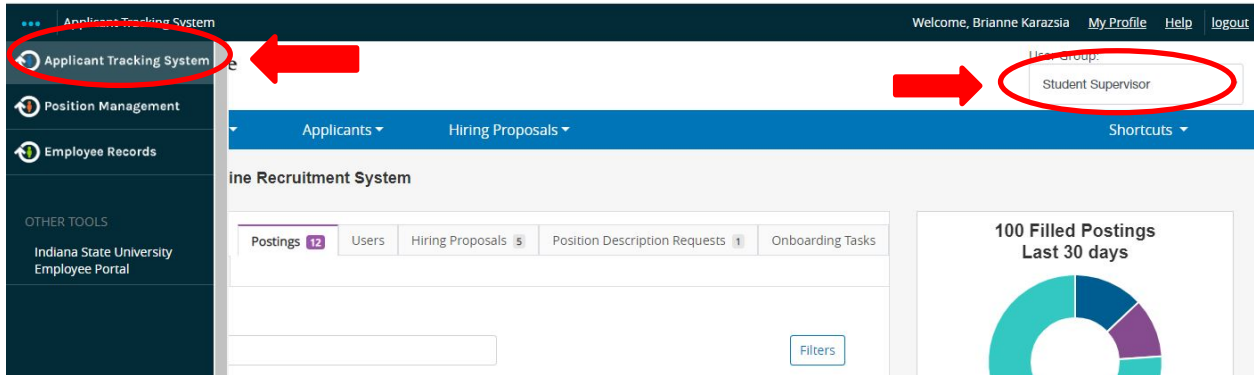 Applicant Tracking System
Welcome, Brianne Karazsia My Profile Help logout
Applicant Tracking System
e
User Group:
Student Supervisor
Position Management
Applicants Hiring Proposals Shortcuts
Employee Records
ine Recruitment System
OTHER TOOLS
Indiana State University
Employee Portal
Postings 12 Users Hiring Proposals 5 Position Description Requests 1 Onboarding Tasks
100 Filled Postings
Last 30 days
Filters